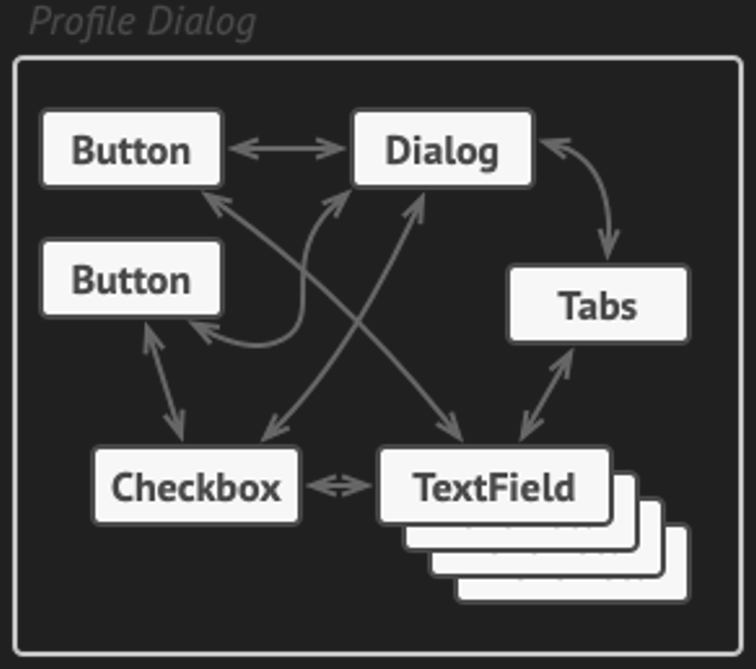 Profile Dialog
Button
Dialog
Button
Tabs
Checkbox
TextField